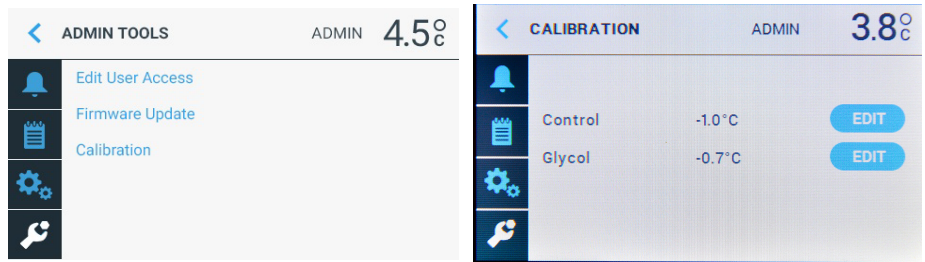 ADMIN TOOLS ADMIN 4.5°C
Edit User Access
Firmware Update
Calibration
CALIBRATION ADMIN 3.8°C
Control -1.0°C EDIT
Glycol -0.7°C EDIT